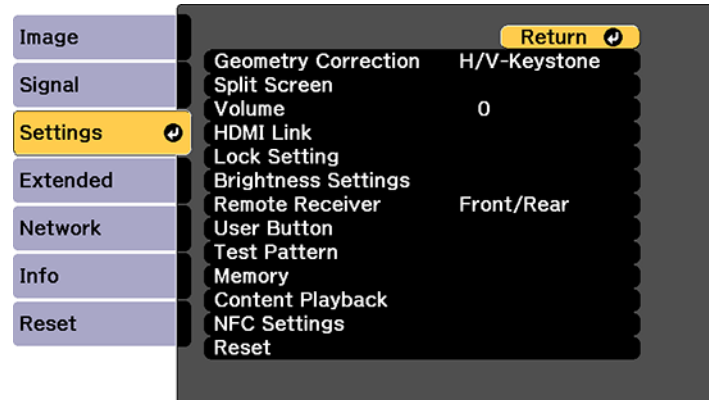 Image
Signal
Settings
Extended
Network
Info
Reset
Return
Geometry Correction H/V-Keystone
Split Screen
Volume 0
HDMI Link
Lock Setting
Brightness Settings
Remote Receiver Front/Rear
User Button
Test Pattern
Memory
Content Playback
NFC Settings
Reset